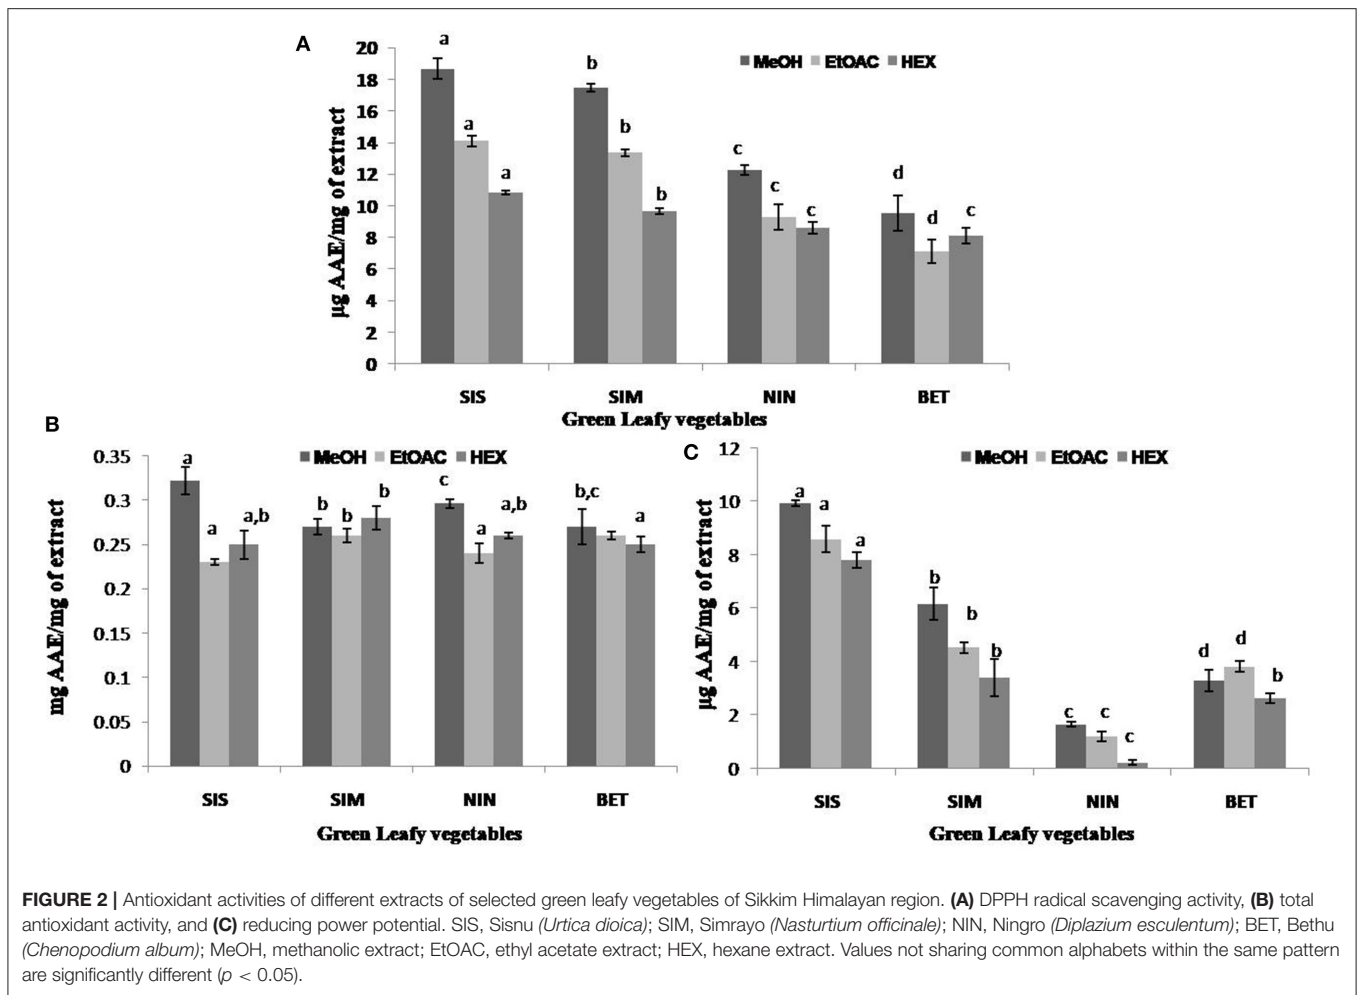 A
20
18
16
14
12
10
8
6
4
2
0
µg AAE/mg of extract
MeOH EtOAC HEX
a
a
a
b
b
b
c
c
c
d
d
c
SIS SIM NIN BET
Green Leafy vegetables
B
0.35
0.3
0.25
0.2
0.15
0.1
0.05
0
mg AAE/mg of extract
MeOH EtOAC HEX
a
a
a,b
b
b
b
c
a
a,b
b,c
a
SIS SIM NIN BET
Green Leafy vegetables
C
12
10
8
6
4
2
0
µg AAE/mg of extract
MeOH EtOAC HEX
a
a
a
b
b
b
c
c
c
d
d
b
SIS SIM NIN BET
Green Leafy vegetables
FIGURE 2 | Antioxidant activities of different extracts of selected green leafy vegetables of Sikkim Himalayan region. (A) DPPH radical scavenging activity, (B) total
antioxidant activity, and (C) reducing power potential. SIS, Sisnu (Urtica dioica); SIM, Simrayo (Nasturtium officinale); NIN, Ningro (Diplazium esculentum); BET, Bethu
(Chenopodium album); MeOH, methanolic extract; EtOAC, ethyl acetate extract; HEX, hexane extract. Values not sharing common alphabets within the same pattern
are significantly different (p < 0.05).